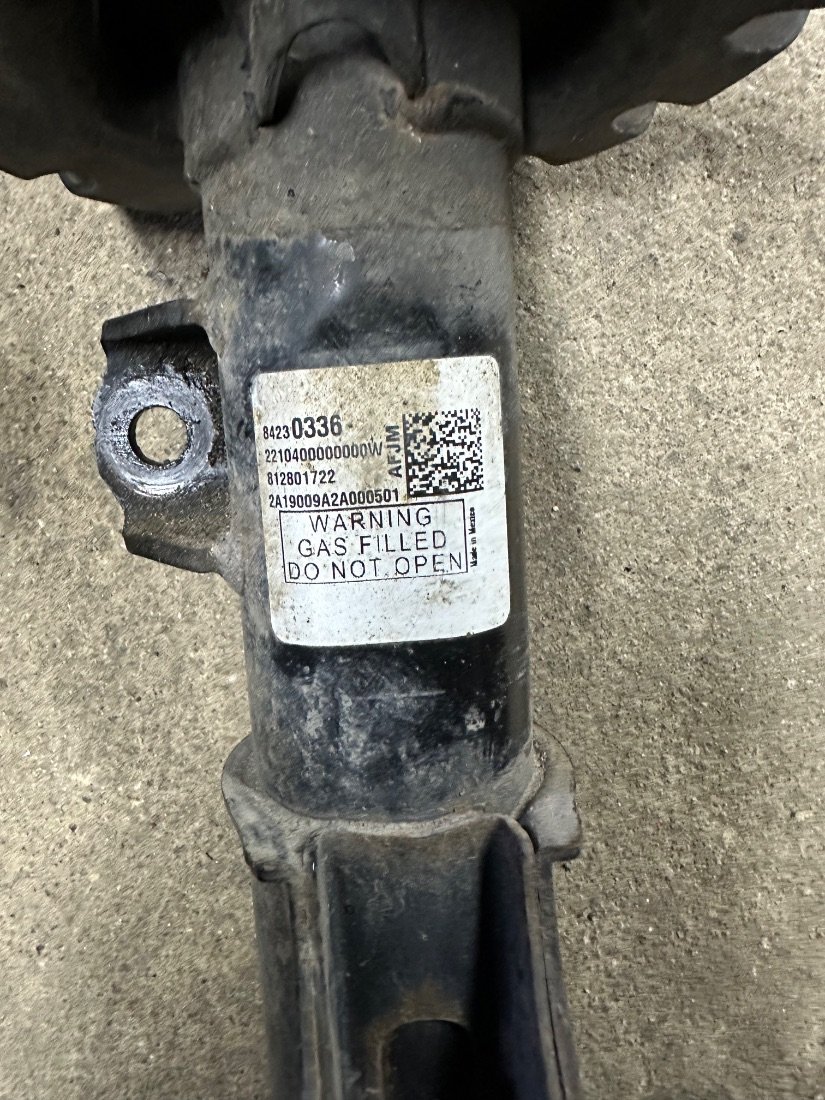 84230336
2210400000000W
812801722
2A19009A2A000501
AFJM
WARNING
GAS FILLED
DO NOT OPEN
Made in Mexico